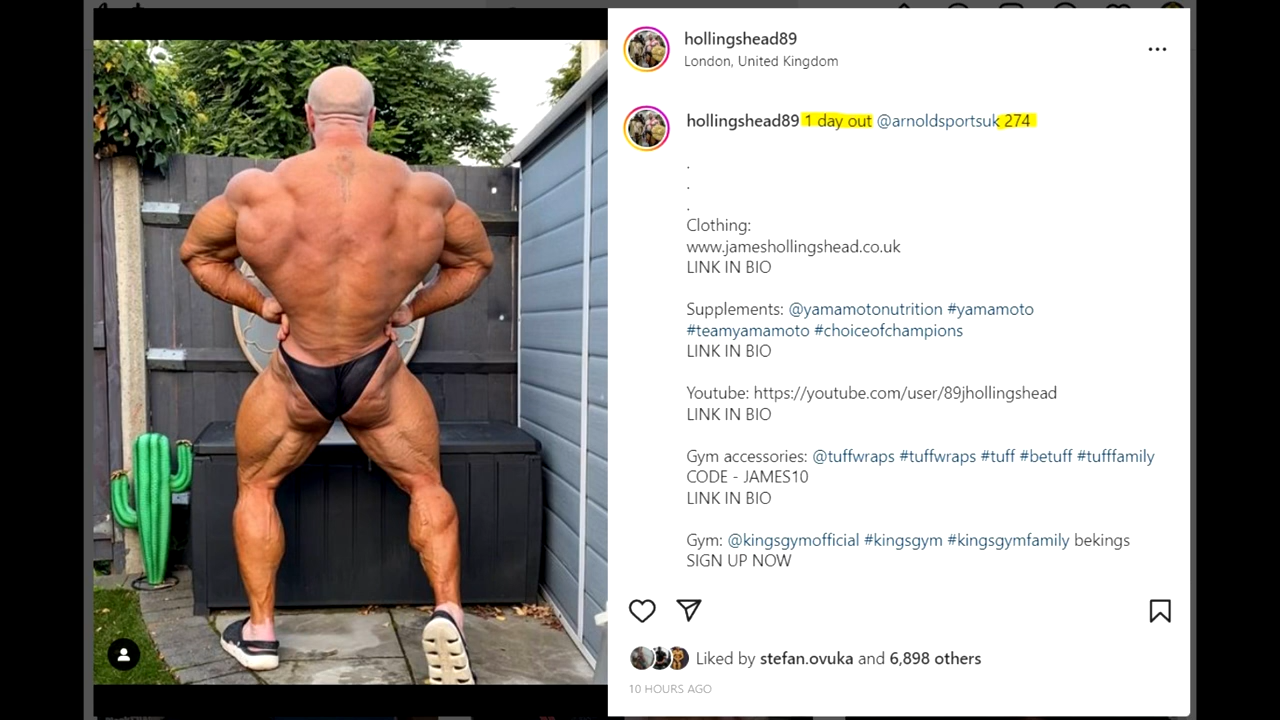 hollingshead89
London, United Kingdom
hollingshead89 1 day out @arnoldsportsuk 274
.
.
.
Clothing:
www.jameshollingshead.co.uk
LINK IN BIO
Supplements: @yamamotonutrition #yamamoto
#teamyamamoto #choiceofchampions
LINK IN BIO
Youtube: https://youtube.com/user/89jhollingshead
LINK IN BIO
Gym accessories: @tuffwraps #tuffwraps #tuff #betuff #tufffamily
CODE - JAMES10
LINK IN BIO
Gym: @kingsgymofficial #kingsgym #kingsgymfamily bekings
SIGN UP NOW
Liked by stefan.ovuka and 6,898 others
10 HOURS AGO